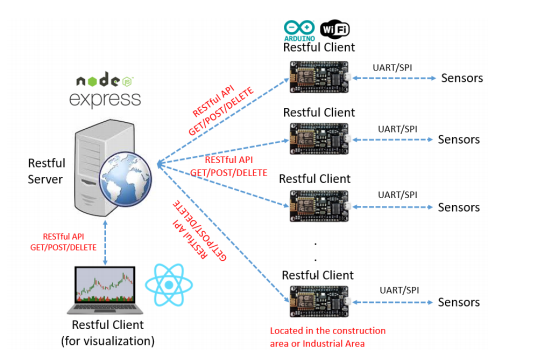 node
express
Restful
Server
RESTful API
GET/POST/DELETE
Restful Client
(for visualization)
ARDUINO
WiFi
Restful Client
RESTful API
GET/POST/DELETE
UART/SPI
Sensors
Restful Client
RESTful API
GET/POST/DELETE
UART/SPI
Sensors
Restful Client
RESTful API
GET/POST/DELETE
UART/SPI
Sensors
.
.
Restful Client
UART/SPI
Sensors
Located in the construction
area or Industrial Area